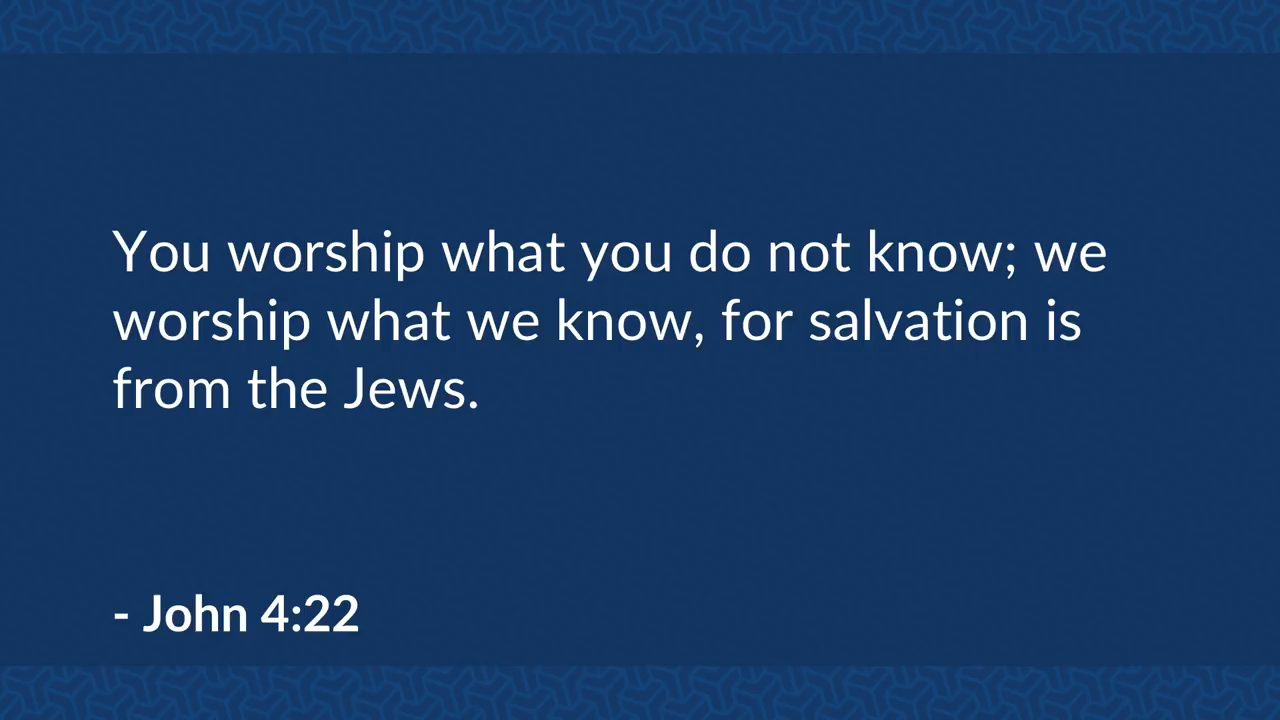 You worship what you do not know; we
worship what we know, for salvation is
from the Jews.
- John 4:22